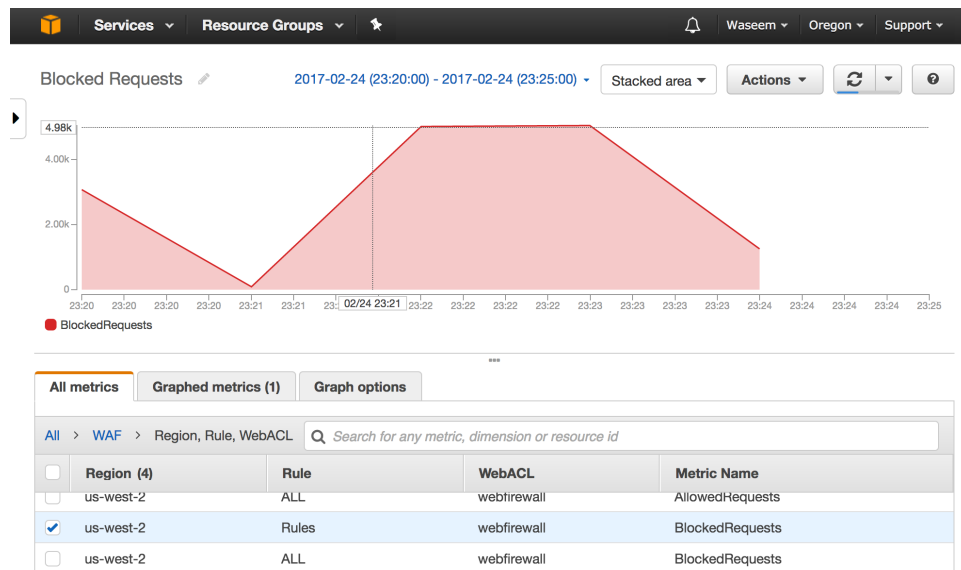 Services Resource Groups Waseem Oregon Support
Blocked Requests 2017-02-24 (23:20:00) - 2017-02-24 (23:25:00) Stacked area Actions ?
4.98k
4.00k
2.00k
0
23:20 23:20 23:20 23:20 23:21 23:21 23: 02/24 23:21 23:22 23:22 23:22 23:22 23:23 23:23 23:23 23:23 23:24 23:24 23:24 23:24 23:25
BlockedRequests
All metrics Graphed metrics (1) Graph options
All > WAF > Region, Rule, WebACL Search for any metric, dimension or resource id
Region (4) Rule WebACL Metric Name
us-west-2 ALL webfirewall AllowedRequests
us-west-2 Rules webfirewall BlockedRequests
us-west-2 ALL webfirewall BlockedRequests